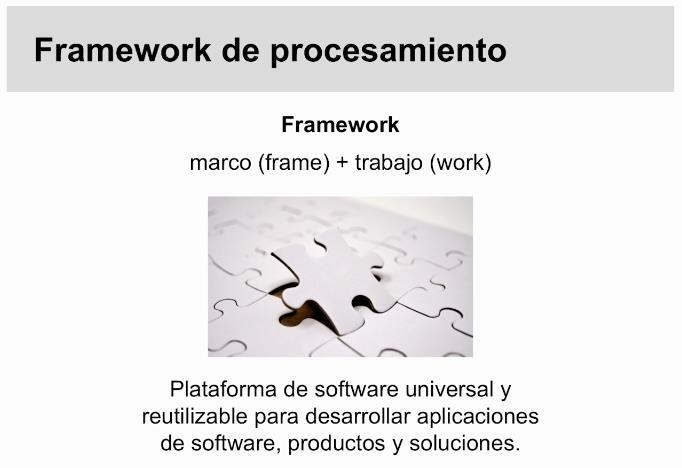 Framework de procesamiento
Framework
marco (frame) + trabajo (work)
Plataforma de software universal y
reutilizable para desarrollar aplicaciones
de software, productos y soluciones.